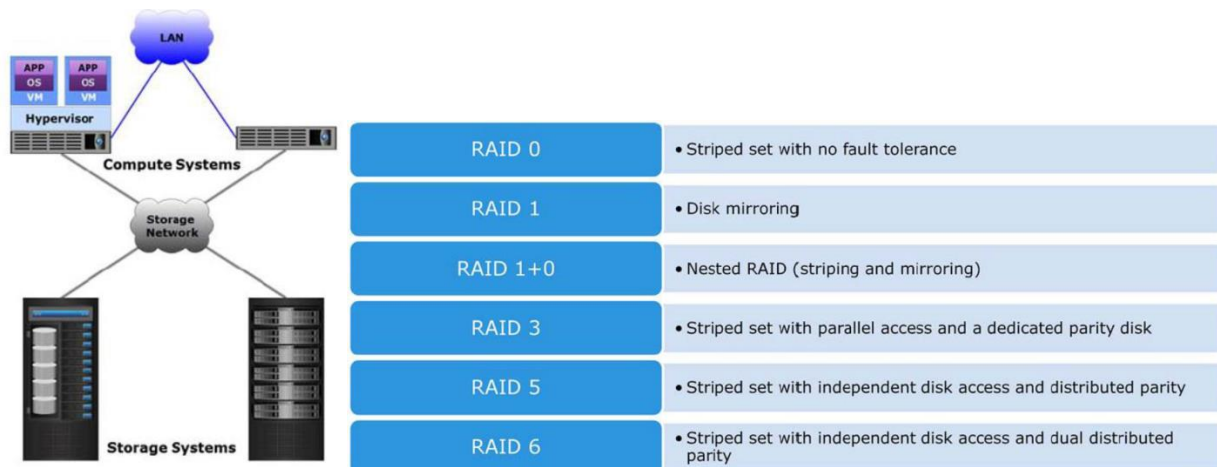 LAN
APP APP
OS OS
VM VM
Hypervisor
Compute Systems
Storage
Network
Storage Systems
RAID 0
• Striped set with no fault tolerance
RAID 1
• Disk mirroring
RAID 1+0
• Nested RAID (striping and mirroring)
RAID 3
• Striped set with parallel access and a dedicated parity disk
RAID 5
• Striped set with independent disk access and distributed parity
RAID 6
• Striped set with independent disk access and dual distributed
parity